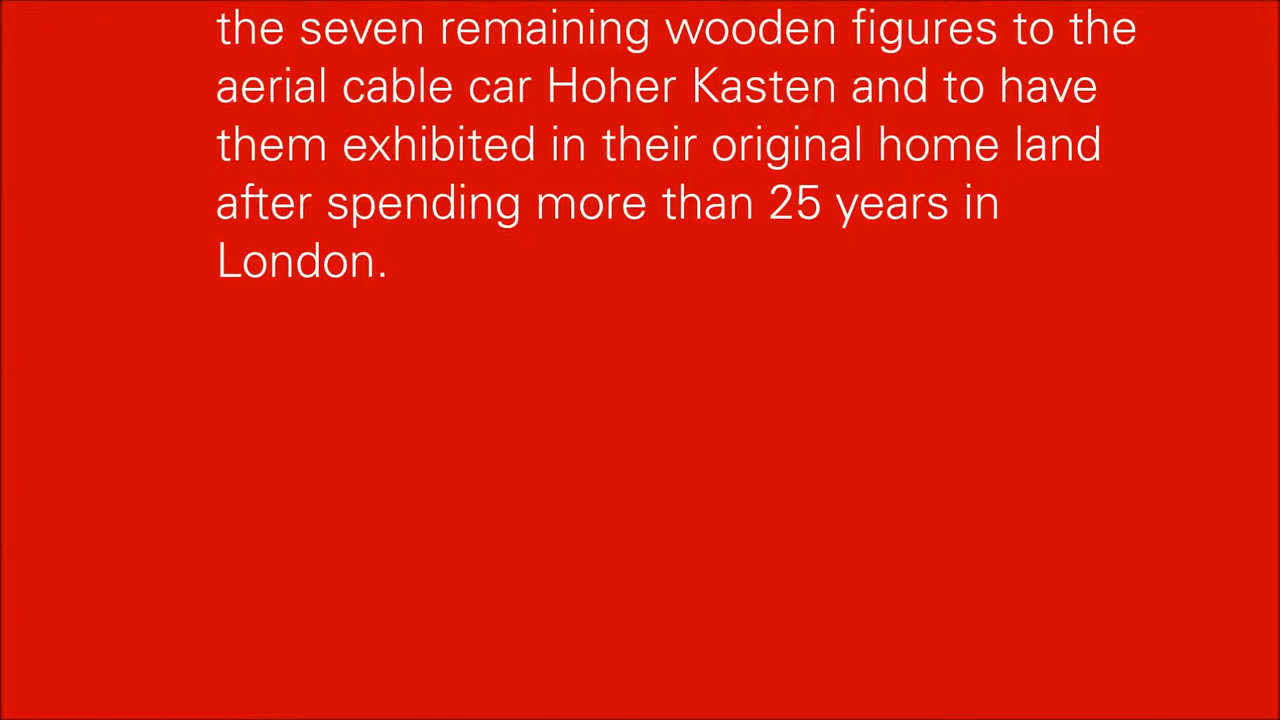 the seven remaining wooden figures to the
aerial cable car Hoher Kasten and to have
them exhibited in their original home land
after spending more than 25 years in
London.